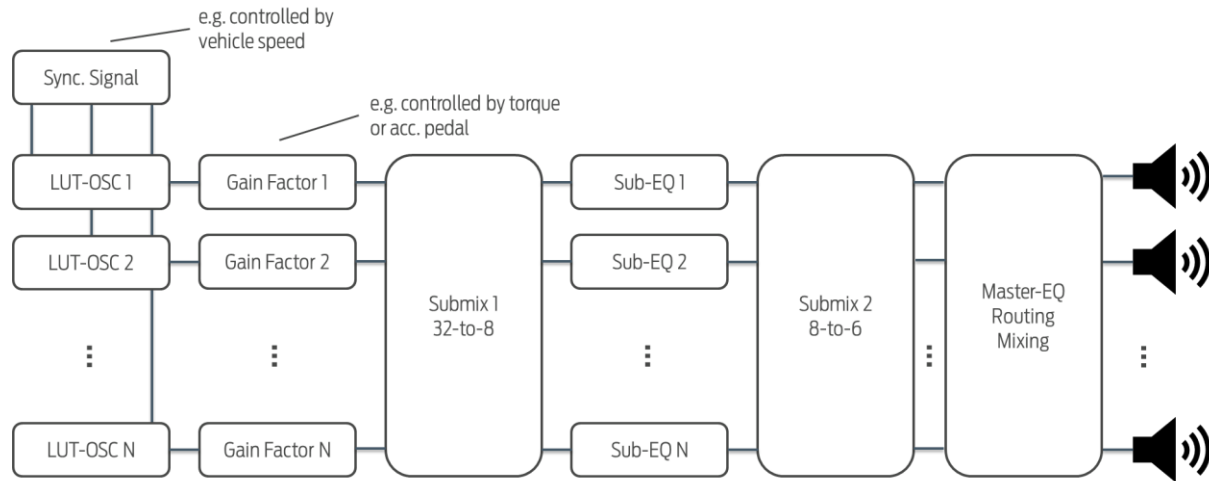 e.g. controlled by
vehicle speed
Sync. Signal
e.g. controlled by torque
or acc. pedal
LUT-OSC 1
Gain Factor 1
Sub-EQ 1
LUT-OSC 2
Gain Factor 2
Sub-EQ 2
Submix 1
32-to-8
Submix 2
8-to-6
Master-EQ
Routing
Mixing
LUT-OSC N
Gain Factor N
Sub-EQ N